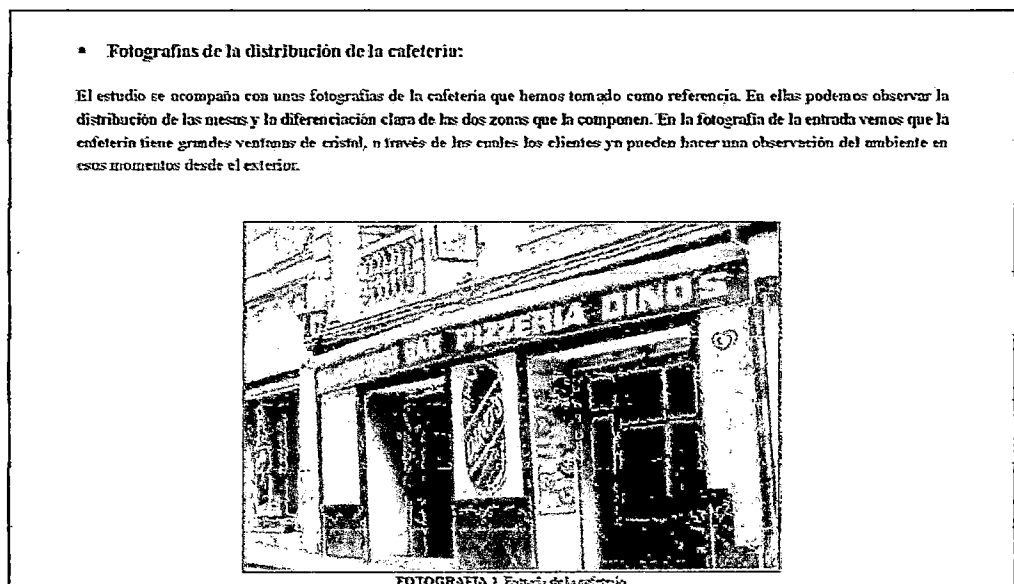 ▪ Fotografías de la distribución de la cafetería:
El estudio se acompaña con unas fotografías de la cafetería que hemos tomado como referencia. En ellas podemos observar la
distribución de las mesas y la diferenciación clara de las dos zonas que la componen. En la fotografía de la entrada vemos que la
cafetería tiene grandes ventanas de cristal, a través de las cuales los clientes ya pueden hacer una observación del ambiente en
esos momentos desde el exterior.
BAR PIZZERIA DINO'S
FOTOGRAFIA 1